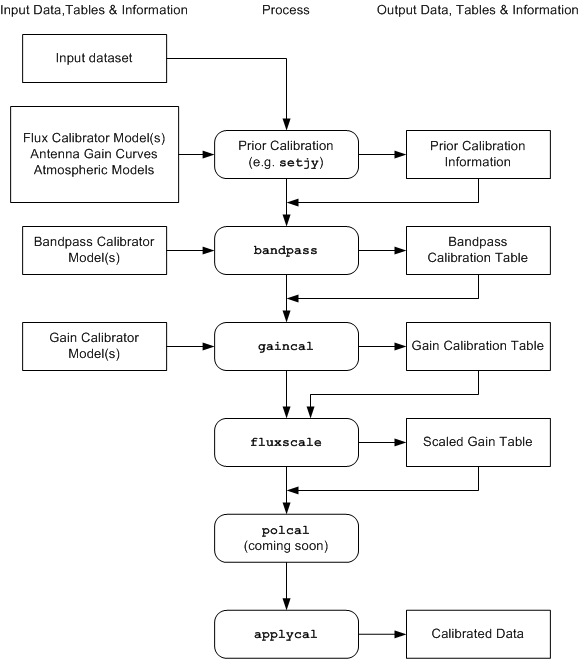 Input Data,Tables & Information
Process
Output Data, Tables & Information
Input dataset
Flux Calibrator Model(s)
Antenna Gain Curves
Atmospheric Models
Prior Calibration
(e.g. setjy)
Prior Calibration
Information
Bandpass Calibrator
Model(s)
bandpass
Bandpass
Calibration Table
Gain Calibrator
Model(s)
gaincal
Gain Calibration Table
fluxscale
Scaled Gain Table
polcal
(coming soon)
applycal
Calibrated Data